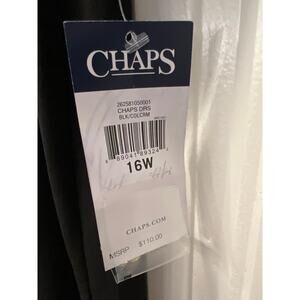 CHAPS
262581050001
CHAPS DRS
BLK/COLCRM
16W
CHAPS.COM
MSRP $110.00